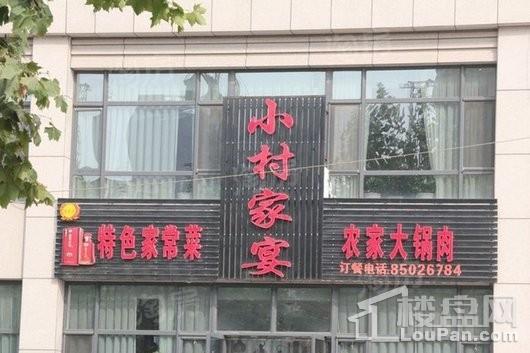 小村家宴
特色家常菜
农家大锅肉
订餐电话:85026784
楼盘网
LouPan.com